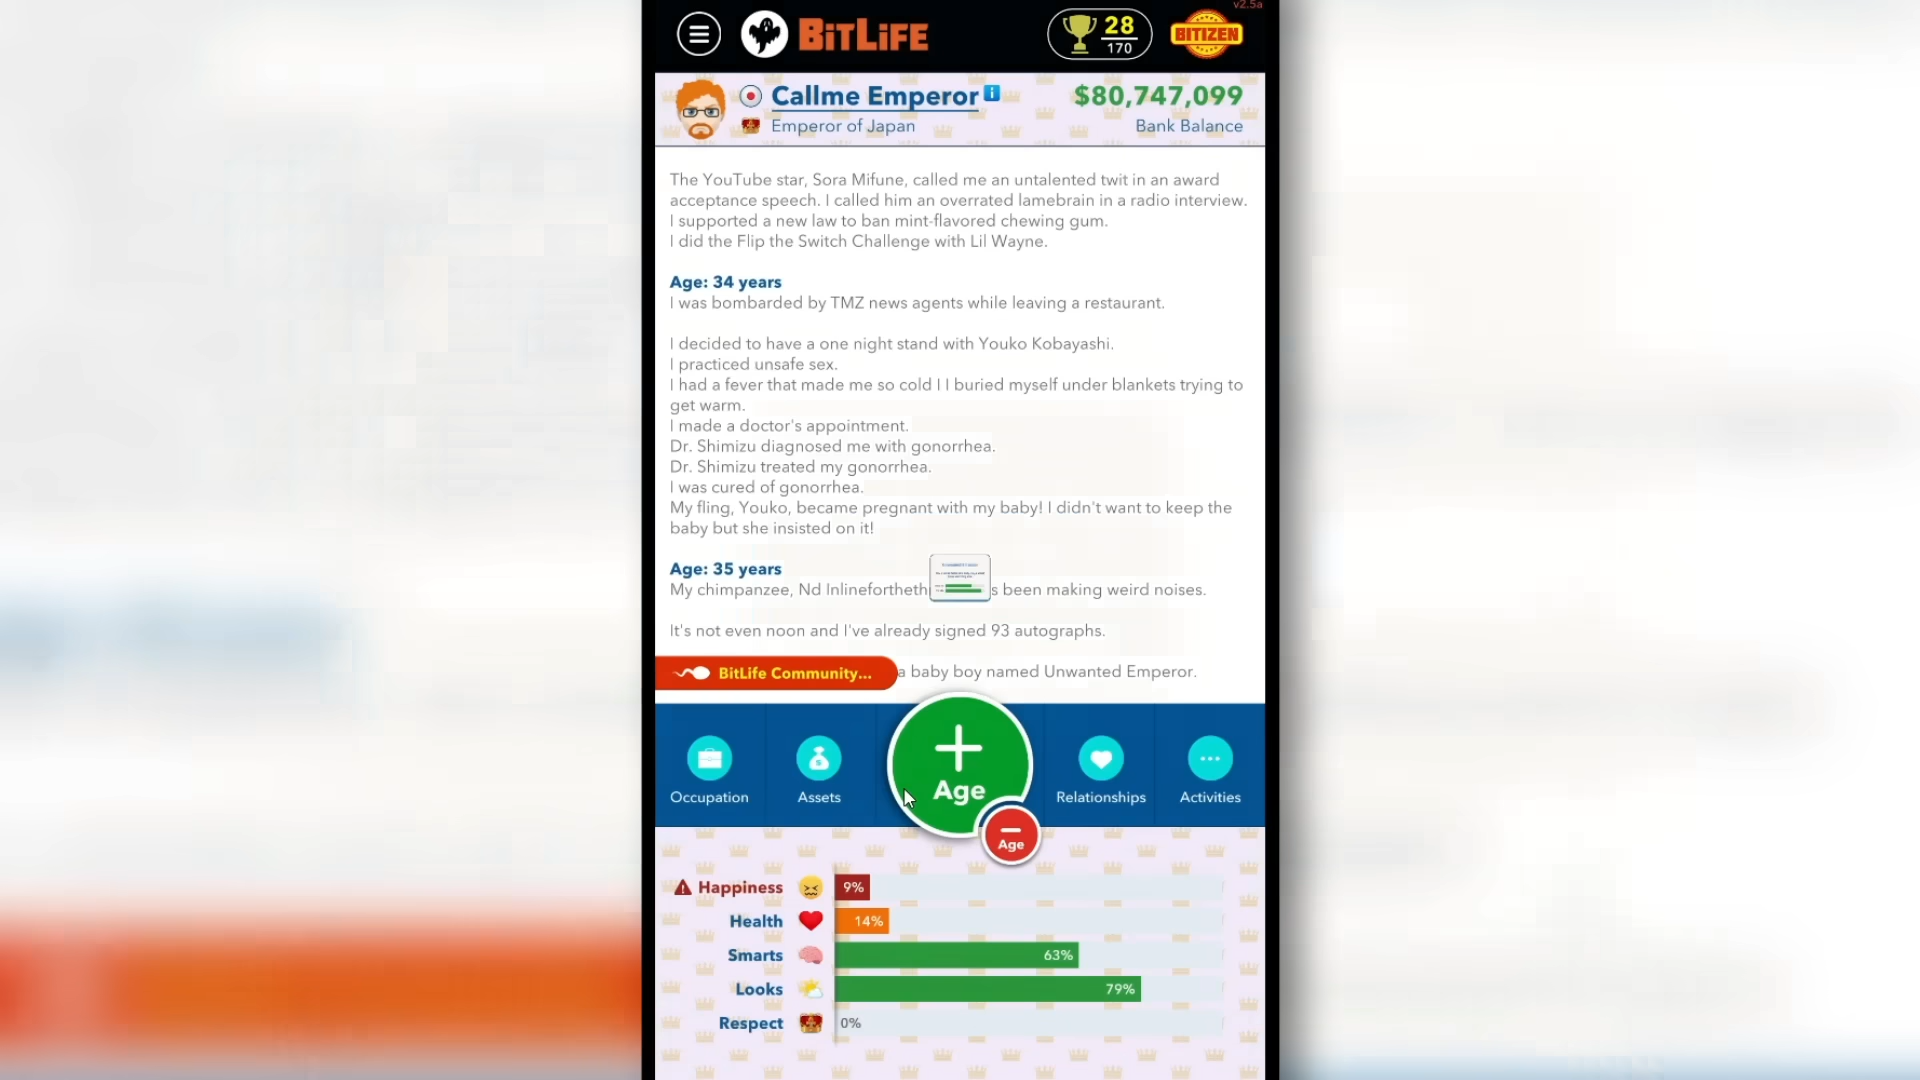 v2.5a
BITLIFE
28
170
BITIZEN
Callme Emperor
$80,747,099
Emperor of Japan
Bank Balance
The YouTube star, Sora Mifune, called me an untalented twit in an award
acceptance speech. I called him an overrated lamebrain in a radio interview.
I supported a new law to ban mint-flavored chewing gum.
I did the Flip the Switch Challenge with Lil Wayne.
Age: 34 years
I was bombarded by TMZ news agents while leaving a restaurant.
I decided to have a one night stand with Youko Kobayashi.
I practiced unsafe sex.
I had a fever that made me so cold I I buried myself under blankets trying to
get warm.
I made a doctor's appointment.
Dr. Shimizu diagnosed me with gonorrhea.
Dr. Shimizu treated my gonorrhea.
I was cured of gonorrhea.
My fling, Youko, became pregnant with my baby! I didn't want to keep the
baby but she insisted on it!
Age: 35 years
My chimpanzee, Nd Inlinefortheth s been making weird noises.
It's not even noon and I've already signed 93 autographs.
BitLife Community... a baby boy named Unwanted Emperor.
Occupation
Assets
Age
Relationships
Activities
Age
Happiness 9%
Health 14%
Smarts 63%
Looks 79%
Respect 0%